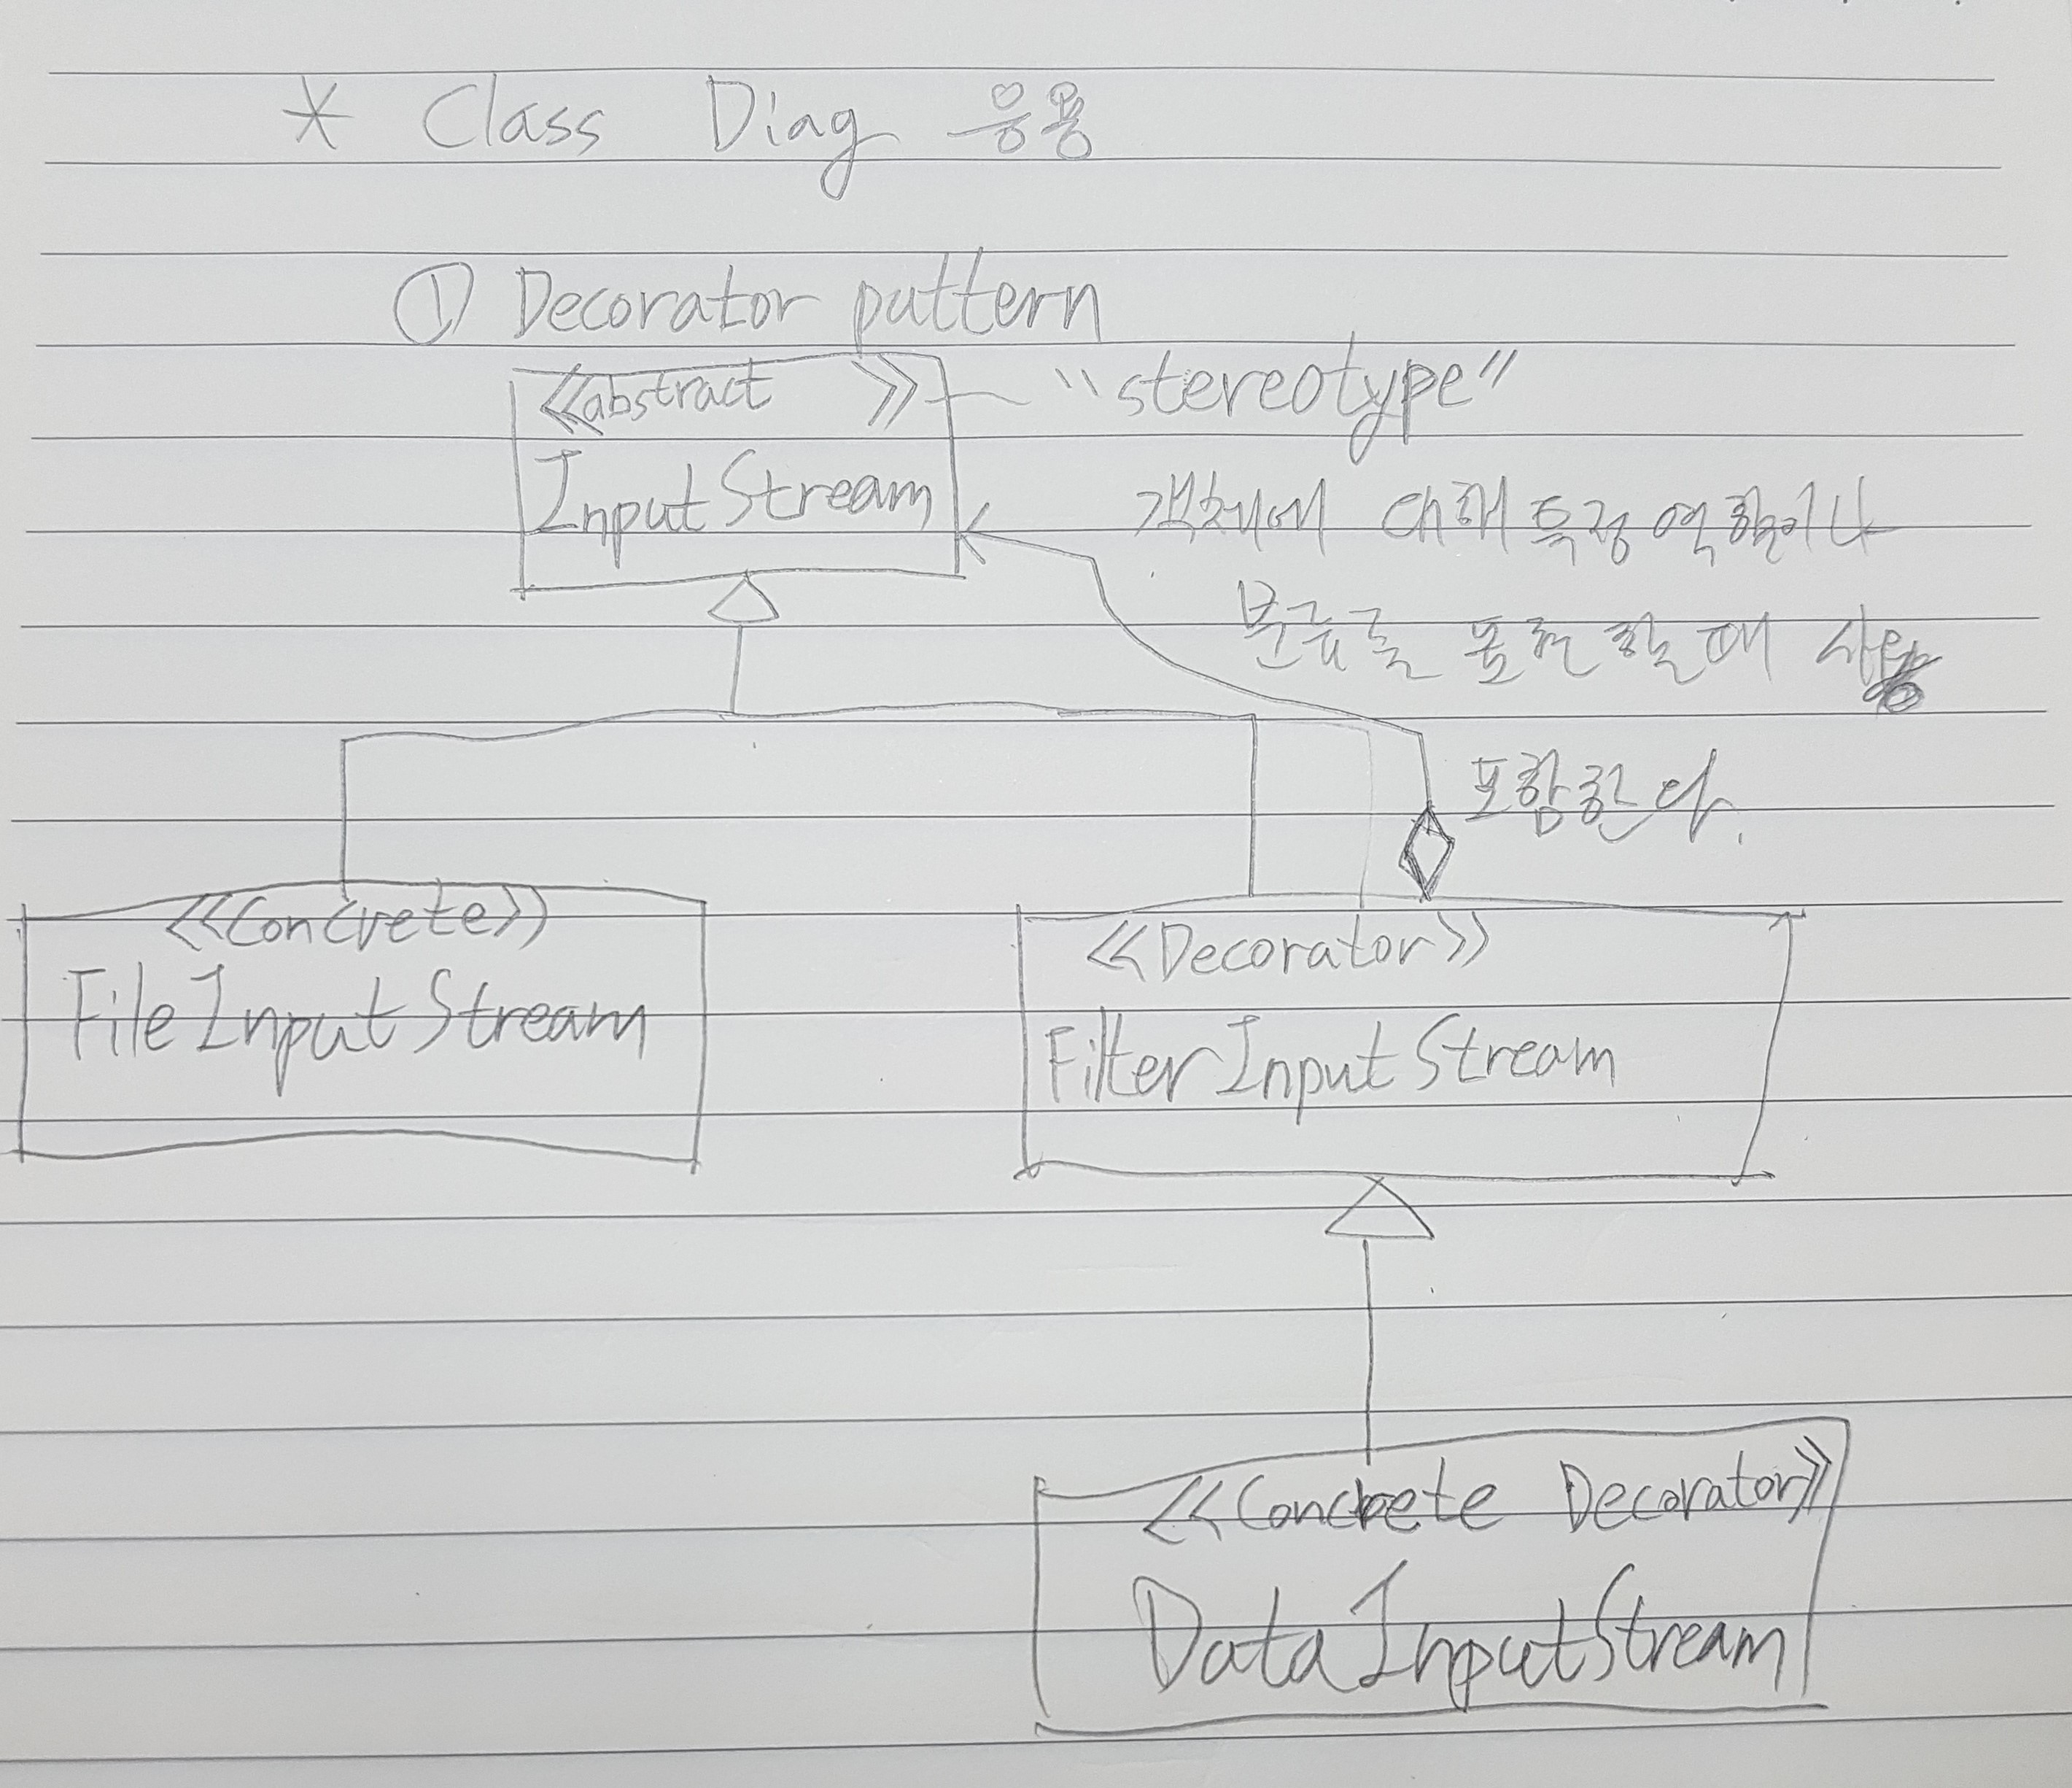 * Class Diag 응용
① Decorator pattern
<<abstract >> "stereotype"
InputStream
객체에 대해 특정 역할이나
분류를 표현할 때 사용
포함한다.
<<Concrete>>
FileInputStream
<<Decorator>>
FilterInputStream
<<Concrete Decorator>>
DataInputStream